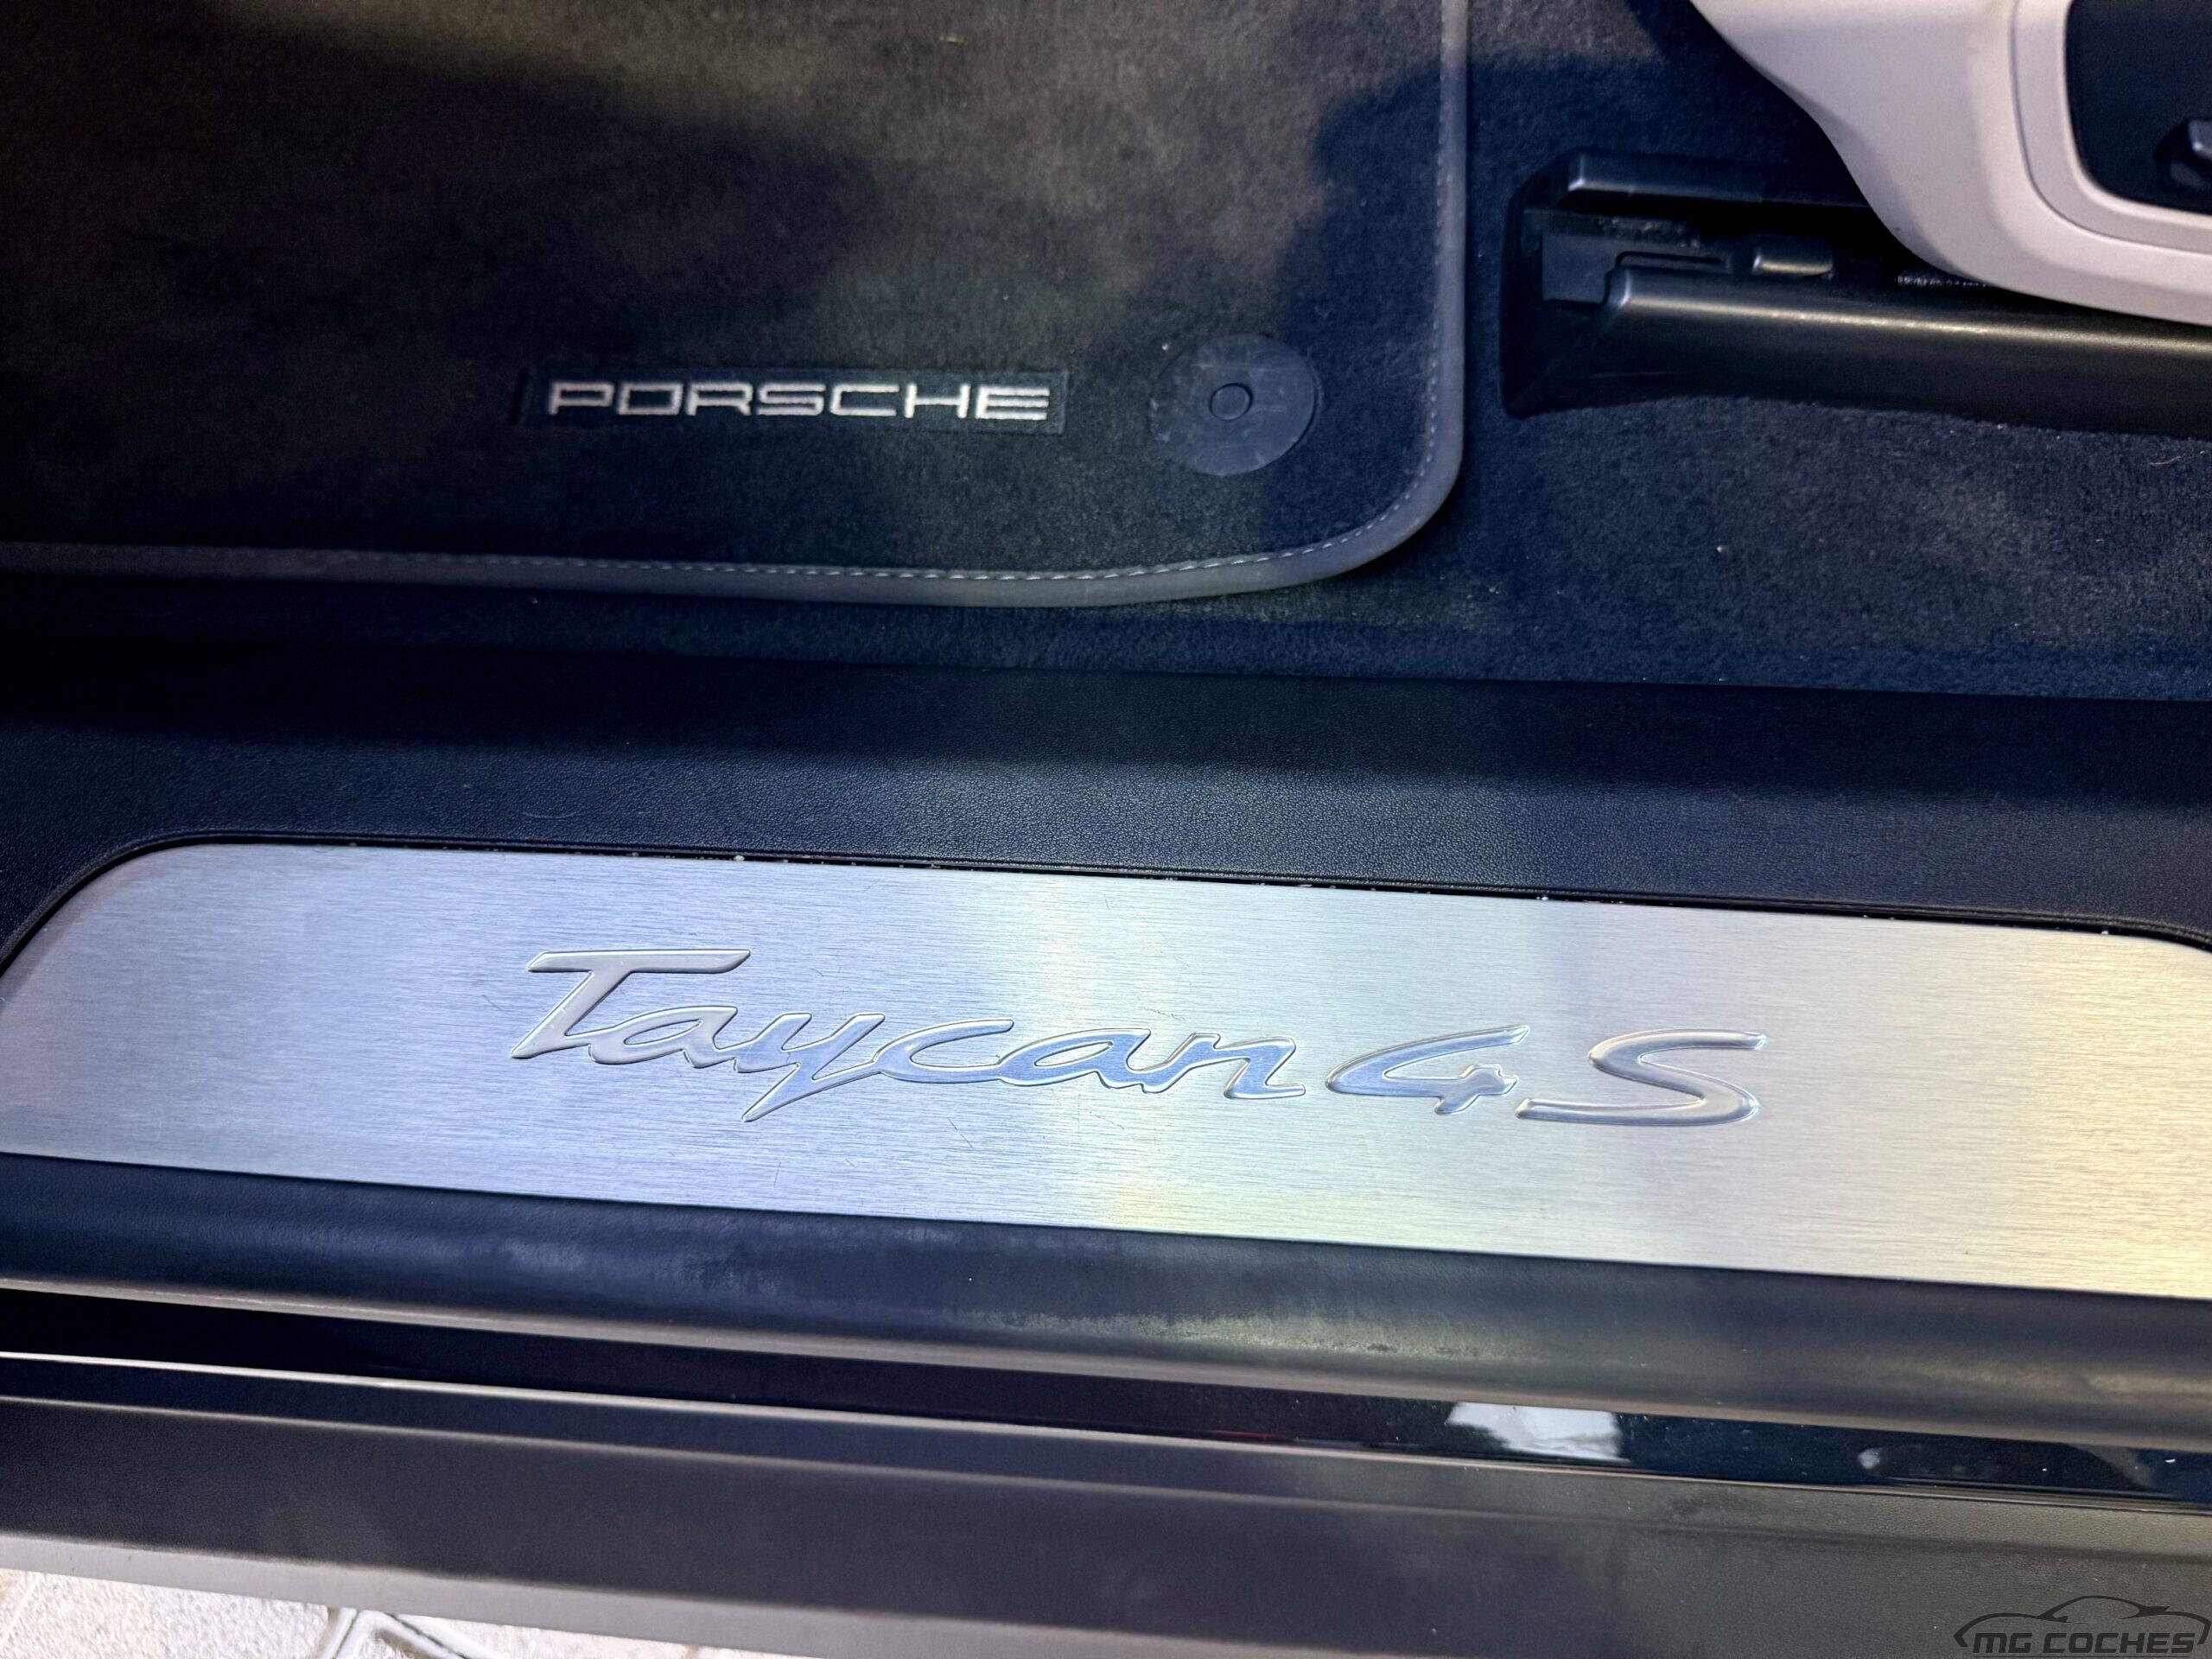 PORSCHE
Taycan 4S
MG COCHES